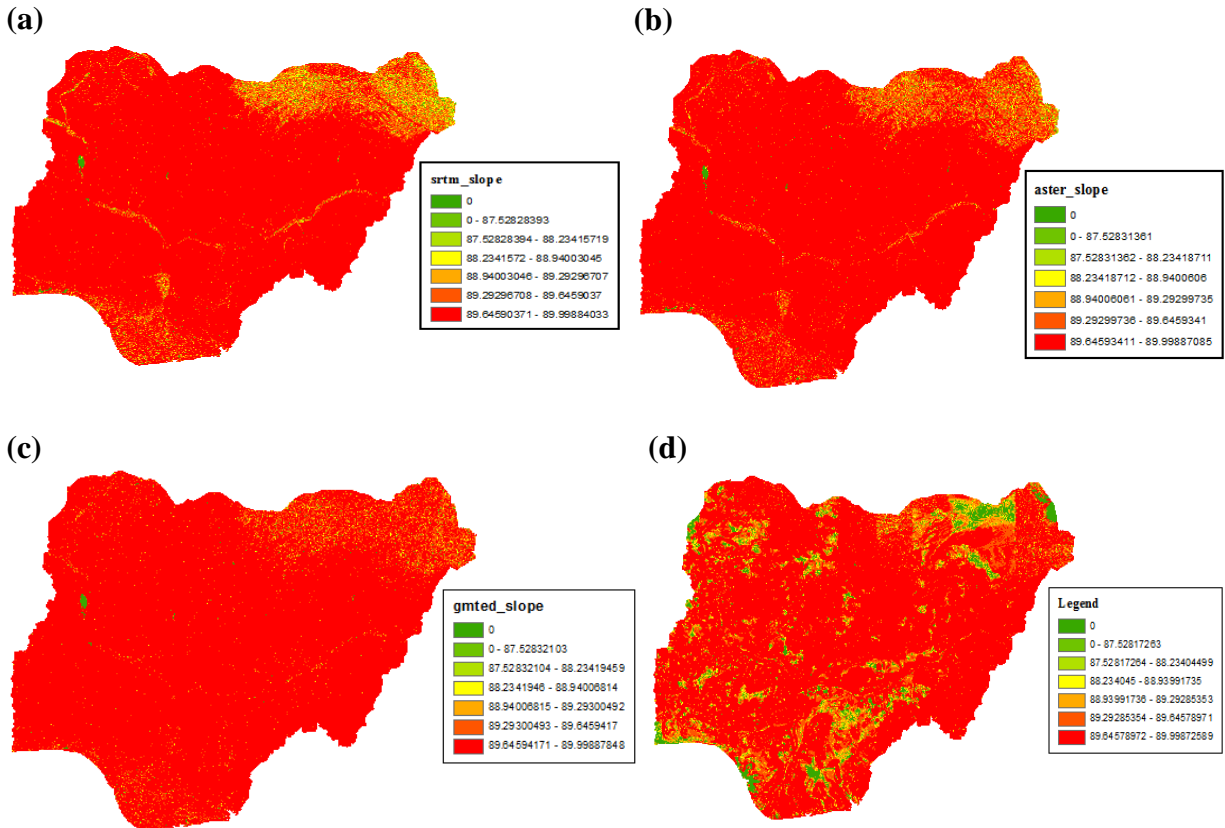 (a)
srtm_slope
0
0 - 87.52828393
87.52828394 - 88.23415719
88.2341572 - 88.94003045
88.94003046 - 89.29296707
89.29296708 - 89.6459037
89.64590371 - 89.99884033
(b)
aster_slope
0
0 - 87.52831361
87.52831362 - 88.23418711
88.23418712 - 88.9400606
88.94006061 - 89.29299735
89.29299736 - 89.6459341
89.64593411 - 89.99887085
(c)
gmted_slope
0
0 - 87.52832103
87.52832104 - 88.23419459
88.2341946 - 88.94006814
88.94006815 - 89.29300492
89.29300493 - 89.6459417
89.64594171 - 89.99887848
(d)
Legend
0
0 - 87.52817263
87.52817264 - 88.23404499
88.234045 - 88.93991735
88.93991736 - 89.29285353
89.29285354 - 89.64578971
89.64578972 - 89.99872589